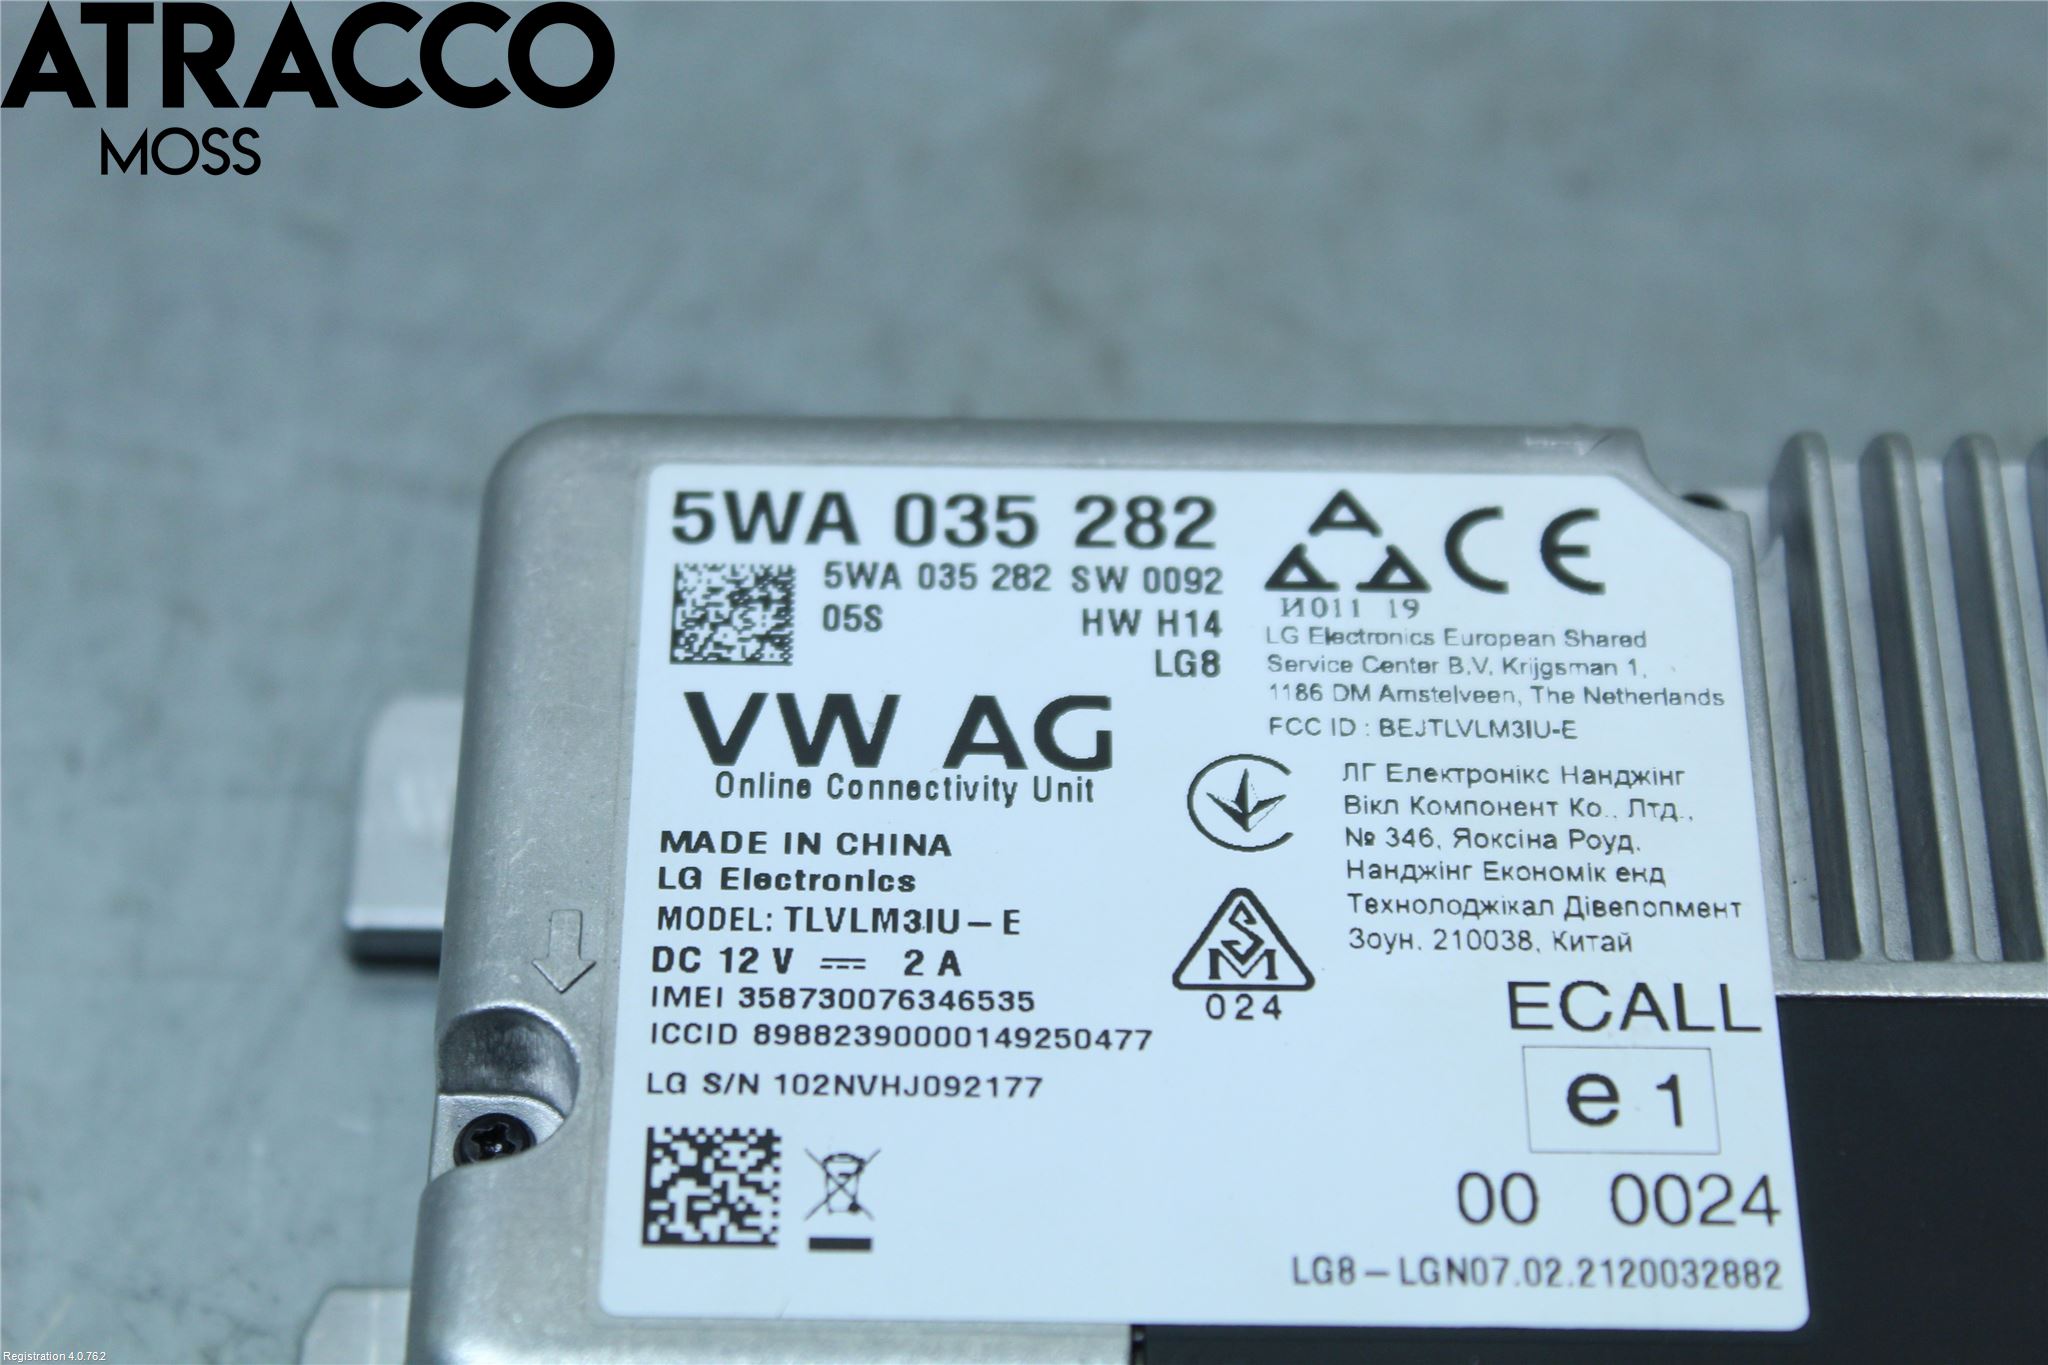 ATRACCO
MOSS
5WA 035 282
5WA 035 282 SW 0092
05S HW H14
LG8
VW AG
Online Connectivity Unit
MADE IN CHINA
LG Electronics
MODEL: TLVLM3IU-E
DC 12 V ⎓ 2 A
IMEI 358730076346535
ICCID 89882390000149250477
LG S/N 102NVHJ092177
A
CE
И011 19
LG Electronics European Shared
Service Center B.V. Krijgsman 1,
1186 DM Amstelveen, The Netherlands
FCC ID : BEJTLVLM3IU-E
ЛГ Електронікс Нанджінг
Вікл Компонент Ко., Лтд.,
№ 346, Яоксіна Роуд.
Нанджінг Економік енд
Технолоджікал Дівепопмент
Зоун. 210038, Китай
SM
024
ECALL
e 1
00 0024
LG8-LGN07.02.2120032882
Registration 4.0.76.2